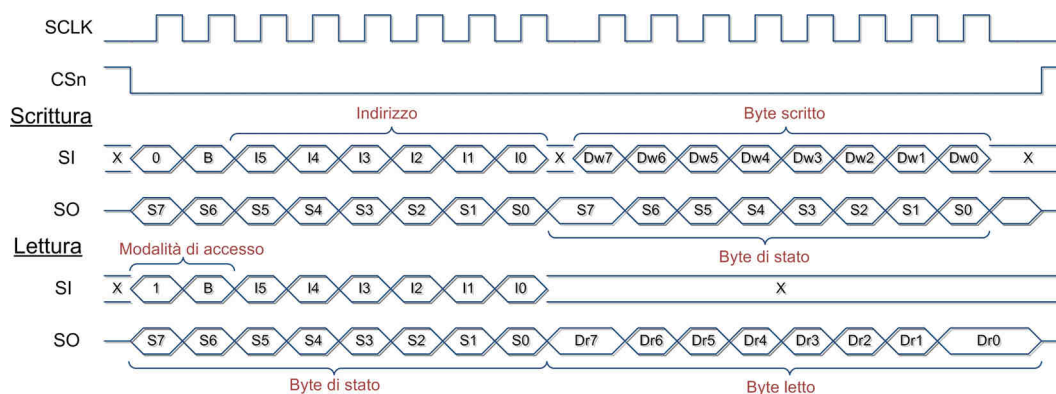 SCLK
CSn
Scrittura
Indirizzo Byte scritto
SI X 0 B I5 I4 I3 I2 I1 I0 X Dw7 Dw6 Dw5 Dw4 Dw3 Dw2 Dw1 Dw0 X
SO S7 S6 S5 S4 S3 S2 S1 S0 S7 S6 S5 S4 S3 S2 S1 S0
Byte di stato
Lettura
Modalità di accesso
SI X 1 B I5 I4 I3 I2 I1 I0 X
SO S7 S6 S5 S4 S3 S2 S1 S0 Dr7 Dr6 Dr5 Dr4 Dr3 Dr2 Dr1 Dr0
Byte di stato Byte letto